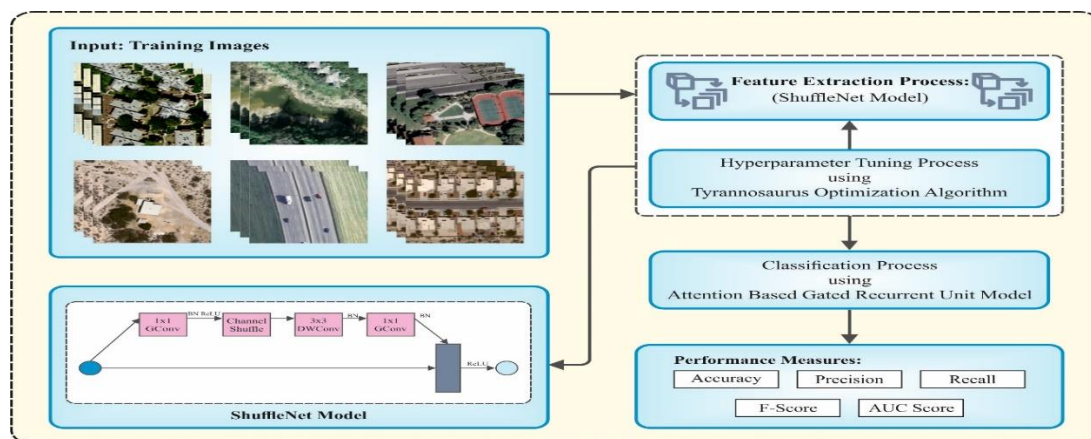 Input: Training Images
Feature Extraction Process:
(ShuffleNet Model)
Hyperparameter Tuning Process
using
Tyrannosaurus Optimization Algorithm
Classification Process
using
Attention Based Gated Recurrent Unit Model
Performance Measures:
Accuracy
Precision
Recall
F-Score
AUC Score
1x1
GConv
BN ReLU
Channel
Shuffle
3x3
DWConv
BN
1x1
GConv
BN
ReLU
ShuffleNet Model